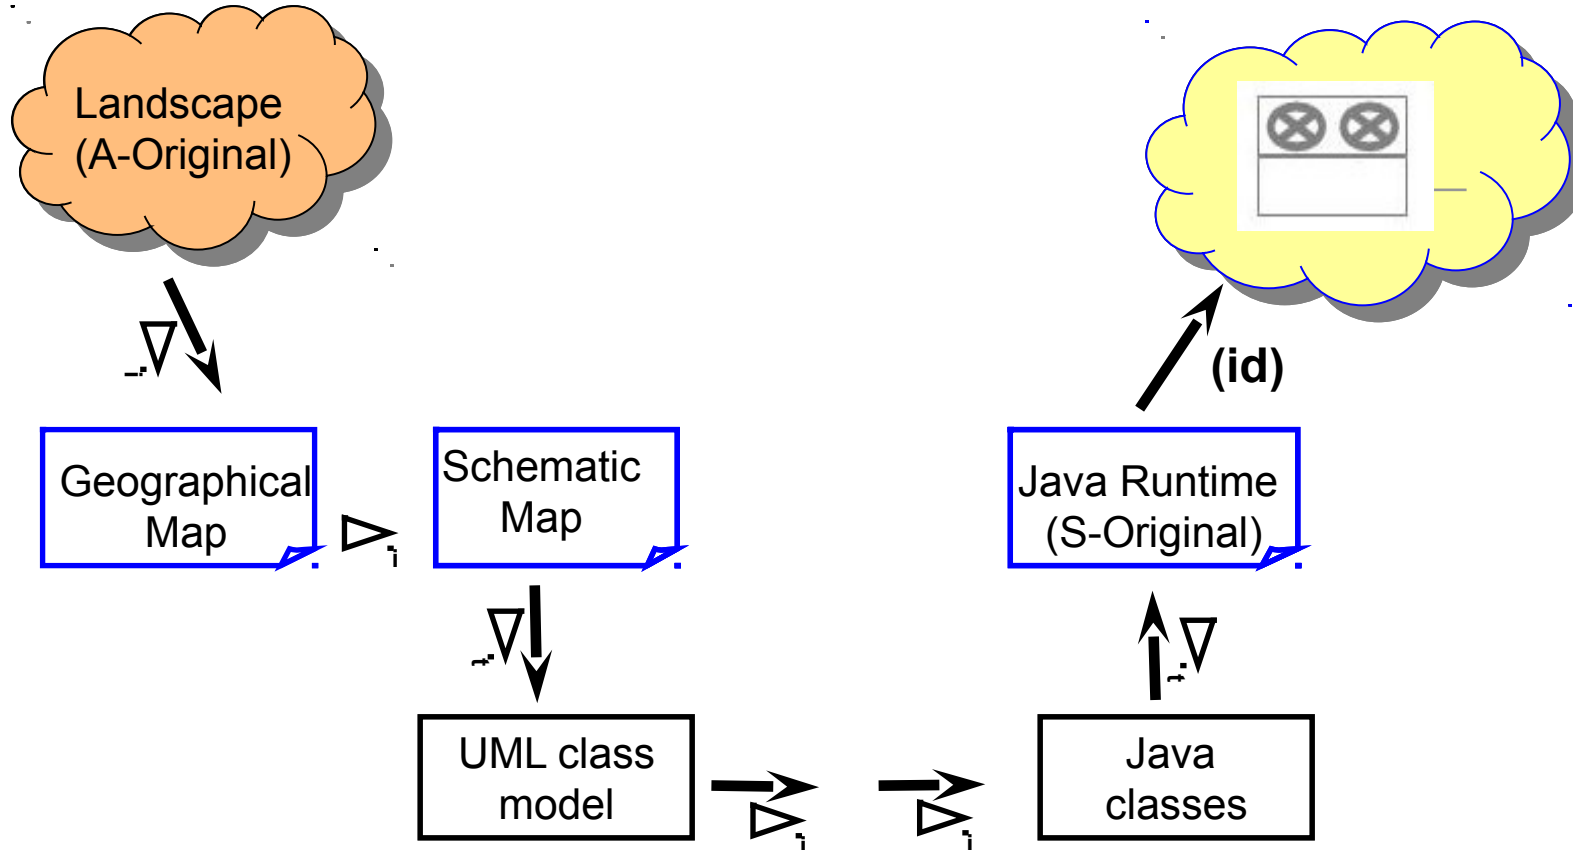 Landscape
(A-Original)
(id)
Geographical
Map
i
Schematic
Map
Java Runtime
(S-Original)
i
t
t
UML class
model
i
i
Java
classes